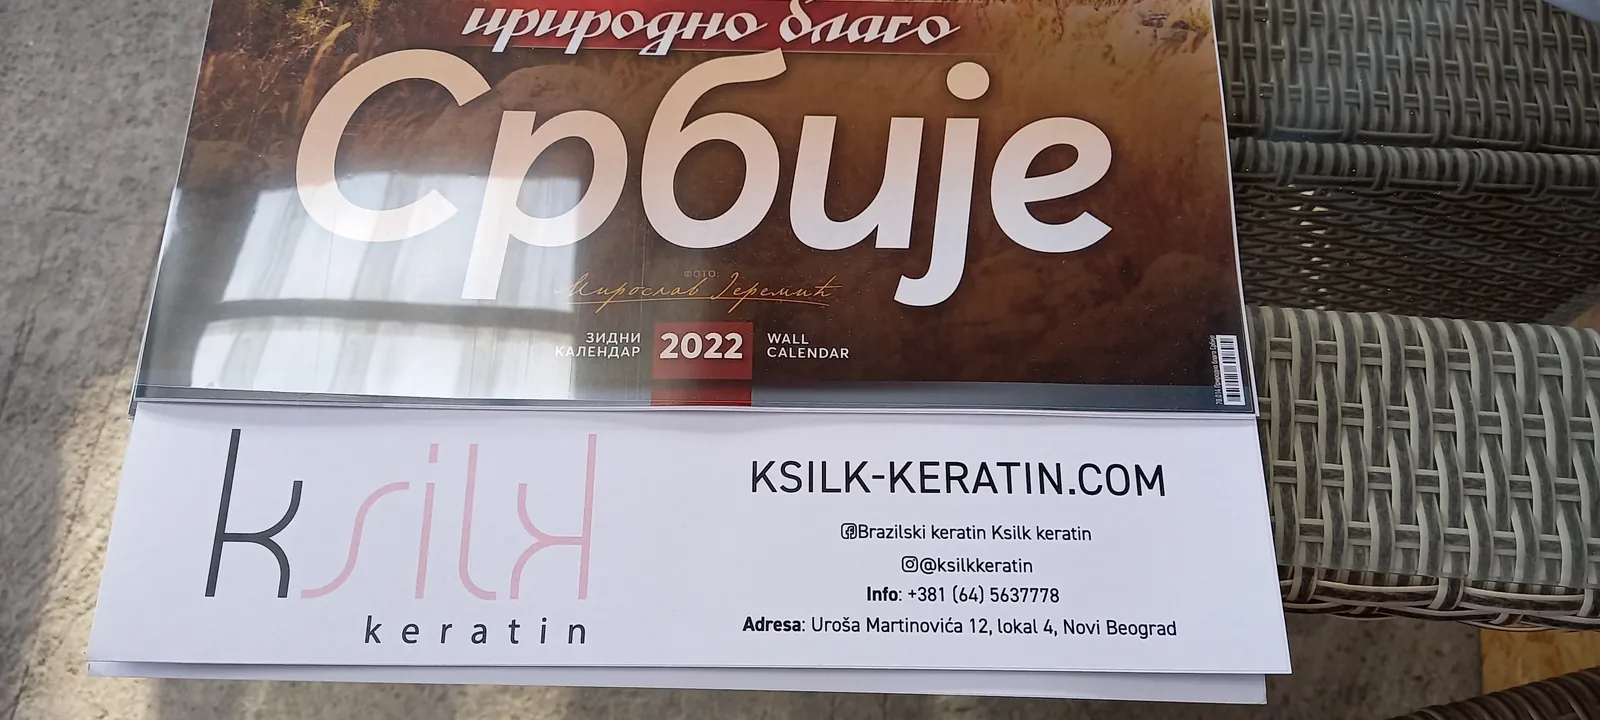 природно благо
Србије
ФОТО:
Мирослав Јеремић
ЗИДНИ
КАЛЕНДАР
2022
WALL
CALENDAR
ksilk
keratin
KSILK-KERATIN.COM
Brazilski keratin Ksilk keratin
@ksilkkeratin
Info: +381 (64) 5637778
Adresa: Uroša Martinovića 12, lokal 4, Novi Beograd